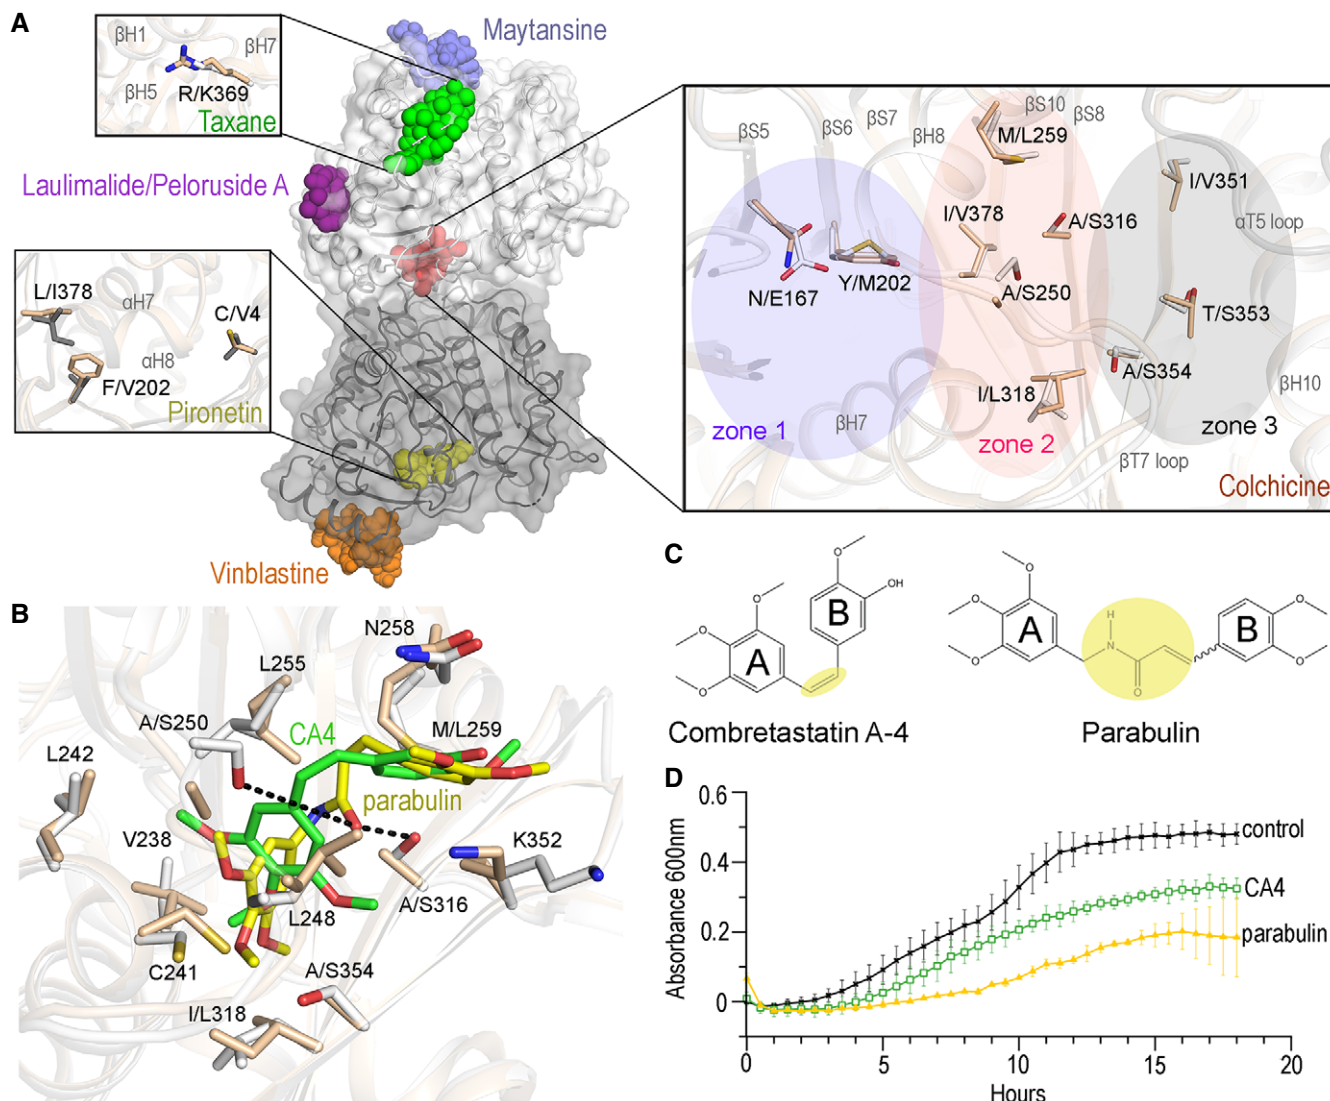 A
βH1
βH7
βH5
R/K369
Taxane
Maytansine
Laulimalide/Peloruside A
L/I378
αH7
C/V4
αH8
F/V202
Pironetin
Vinblastine
βS5
βS6
βS7
βH8
βS10
βS8
M/L259
I/V351
I/V378
A/S316
αT5 loop
N/E167
Y/M202
A/S250
T/S353
A/S354
I/L318
βH10
βH7
zone 1
zone 2
zone 3
βT7 loop
Colchicine
B
N258
L255
A/S250
CA4
M/L259
L242
parabulin
V238
K352
L248
A/S316
C241
A/S354
I/L318
C
O
O
OH
O
O
O
A
B
Combretastatin A-4
O
O
O
A
H
N
O
B
O
O
Parabulin
D
Absorbance 600nm
0.6
0.4
0.2
0
control
CA4
parabulin
0
5
10
15
20
Hours